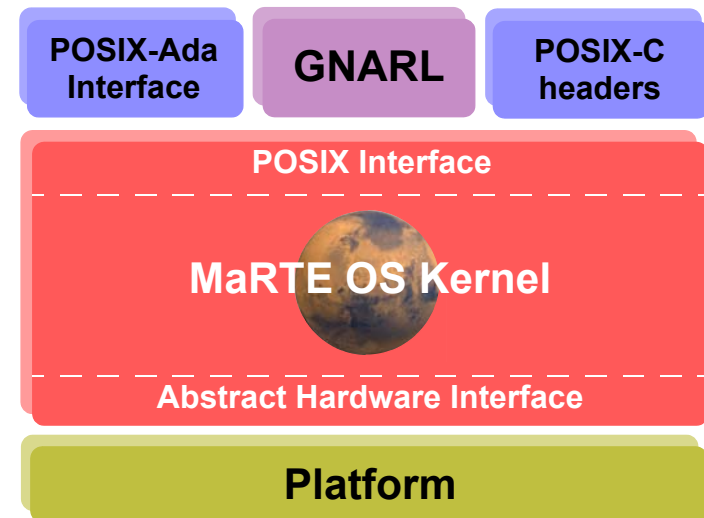 POSIX-Ada
Interface
GNARL
POSIX-C
headers
POSIX Interface
MaRTE OS Kernel
Abstract Hardware Interface
Platform